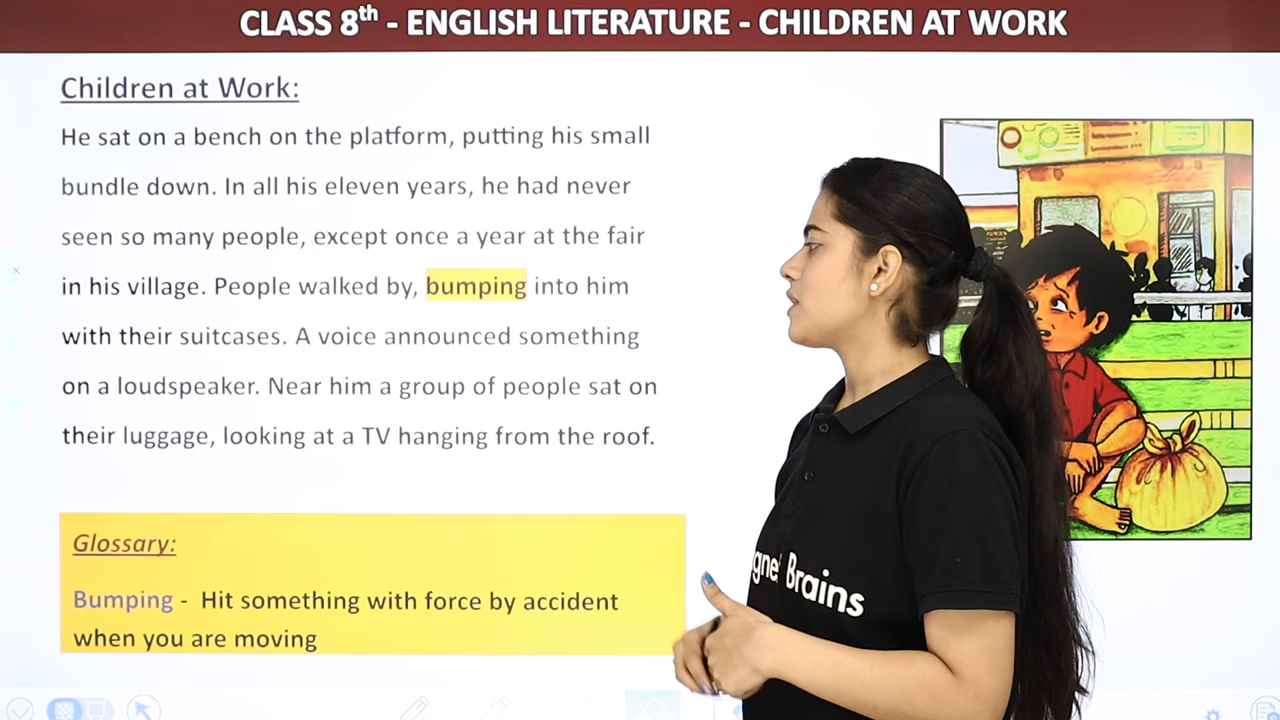 CLASS 8th - ENGLISH LITERATURE - CHILDREN AT WORK
Children at Work:
He sat on a bench on the platform, putting his small
bundle down. In all his eleven years, he had never
seen so many people, except once a year at the fair
in his village. People walked by, bumping into him
with their suitcases. A voice announced something
on a loudspeaker. Near him a group of people sat on
their luggage, looking at a TV hanging from the roof.
Glossary:
Bumping - Hit something with force by accident
when you are moving
gnet Brains